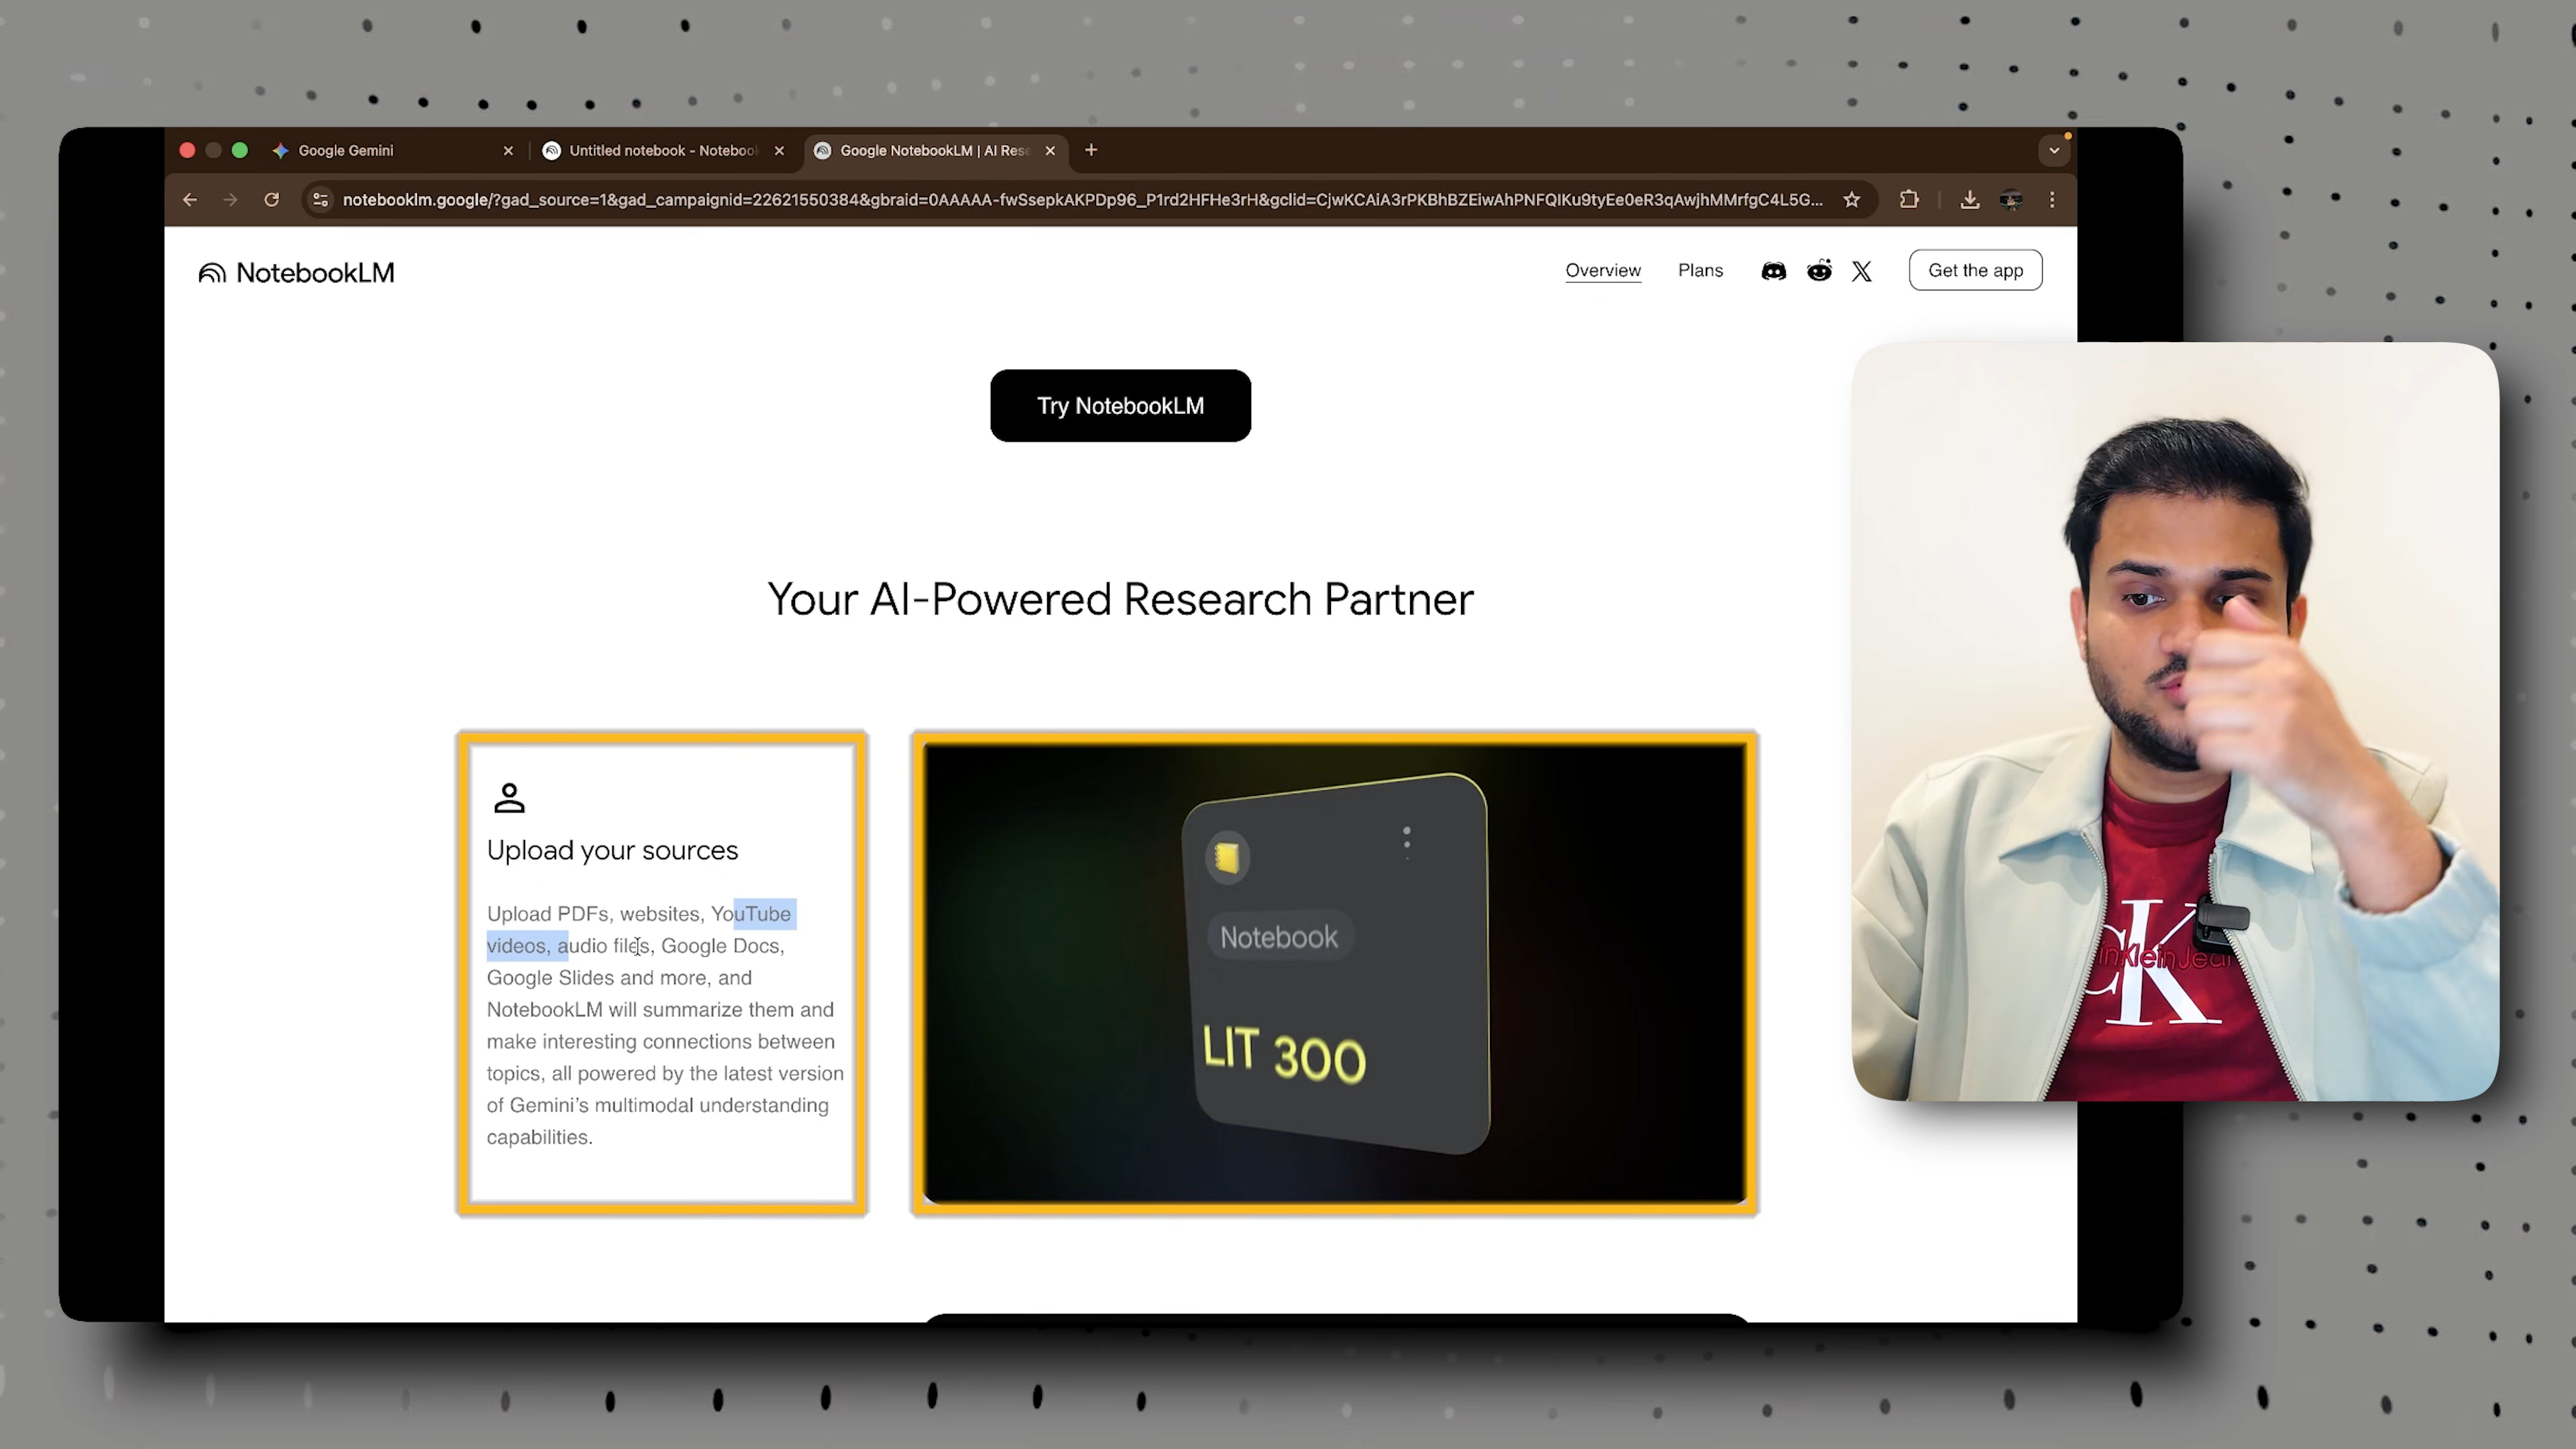 Google Gemini
Untitled notebook - Notebook
Google NotebookLM | AI Rese
notebooklm.google/?gad_source=1&gad_campaignid=22621550384&gbraid=0AAAAA-fwSsepkAKPDp96_P1rd2HFHe3rH&gclid=CjwKCAiA3rPKBhBZEiwAhPNFQIKu9tyEe0eR3qAwjhMMrfgC4L5G...
NotebookLM
Overview
Plans
Get the app
Try NotebookLM
Your AI-Powered Research Partner
Upload your sources
Upload PDFs, websites, YouTube
videos, audio files, Google Docs,
Google Slides and more, and
NotebookLM will summarize them and
make interesting connections between
topics, all powered by the latest version
of Gemini’s multimodal understanding
capabilities.
Notebook
LIT 300
CK